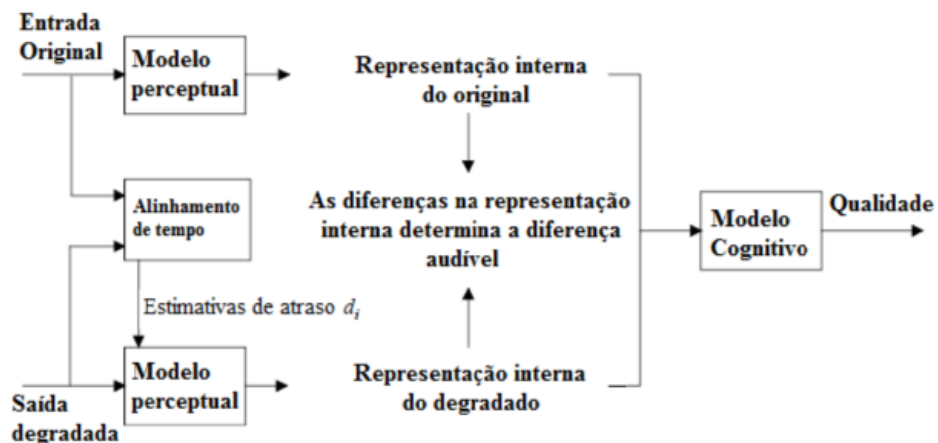 Entrada
Original
Modelo
perceptual
Representação interna
do original
Alinhamento
de tempo
As diferenças na representação
interna determina a diferença
audível
Modelo
Cognitivo
Qualidade
Estimativas de atraso di
Modelo
perceptual
Representação interna
do degradado
Saída
degradada